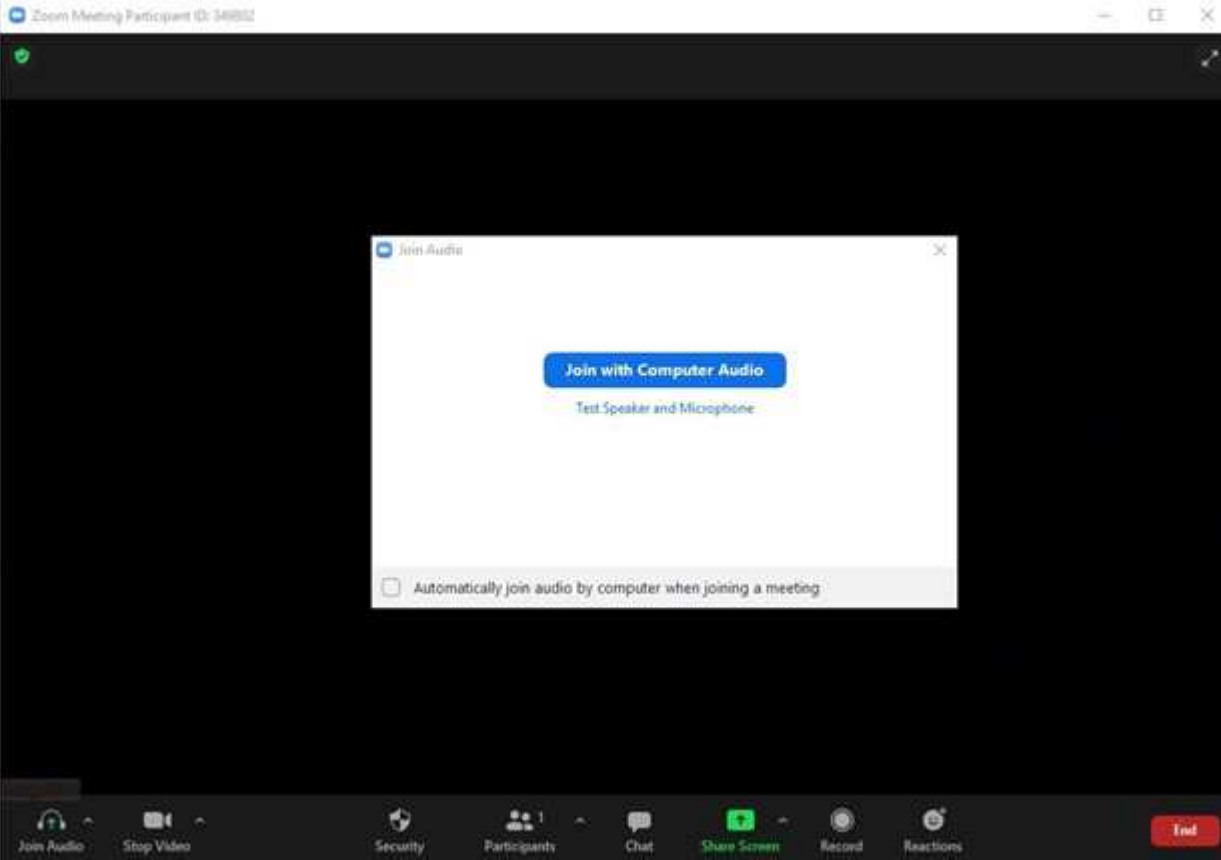 Zoom Meeting Participant ID: 349802
Join Audio
Join with Computer Audio
Test Speaker and Microphone
Automatically join audio by computer when joining a meeting
1
Join Audio Stop Video Security Participants Chat Share Screen Record Reactions End